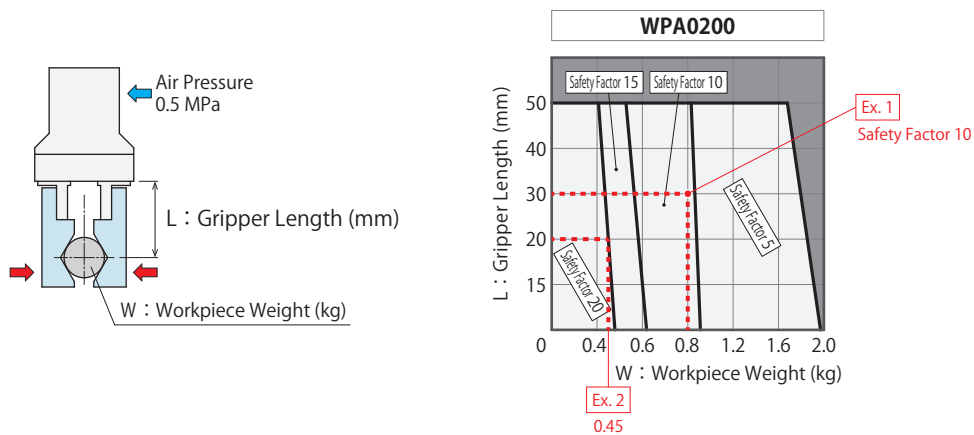 Air Pressure
0.5 MPa
L：Gripper Length (mm)
W：Workpiece Weight (kg)
WPA0200
L：Gripper Length (mm)
50
40
30
20
15
Safety Factor 15
Safety Factor 10
Safety Factor 5
Safety Factor 20
Ex. 1
Safety Factor 10
0
0.4
0.6
0.8
1.2
1.6
2.0
W：Workpiece Weight (kg)
Ex. 2
0.45